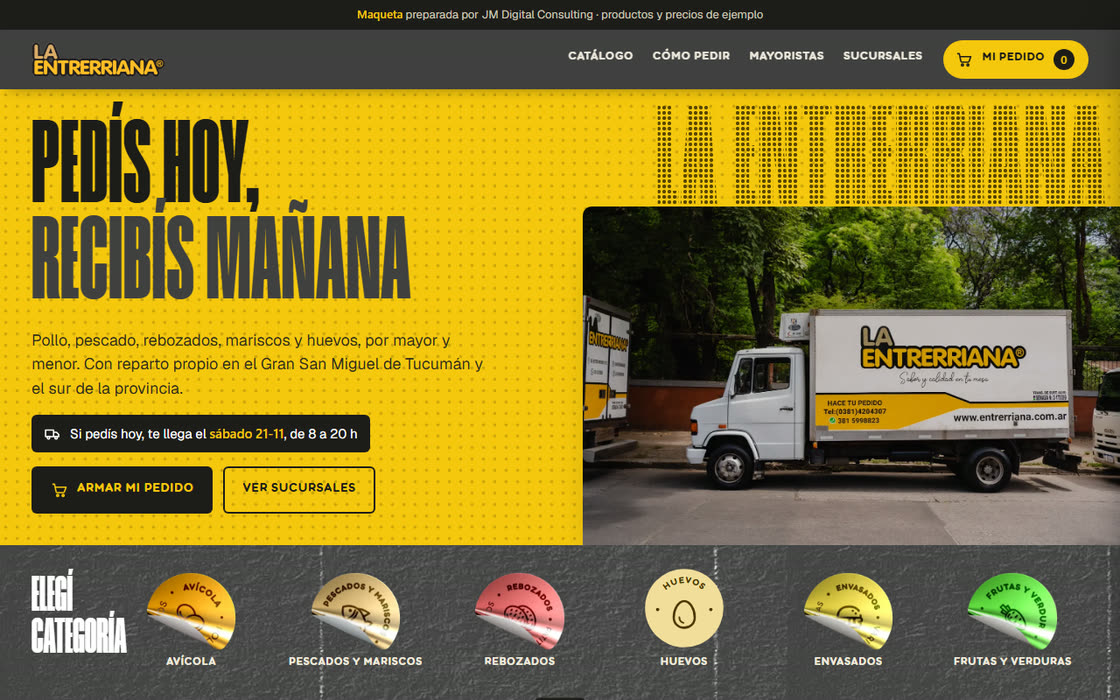 Maqueta preparada por JM Digital Consulting · productos y precios de ejemplo
LA
ENTRERRIANA®
CATÁLOGO
CÓMO PEDIR
MAYORISTAS
SUCURSALES
MI PEDIDO
0
PEDÍS HOY,
RECIBÍS MAÑANA
LA ENTRERRIANA
Pollo, pescado, rebozados, mariscos y huevos, por mayor y
menor. Con reparto propio en el Gran San Miguel de Tucumán y
el sur de la provincia.
Si pedís hoy, te llega el sábado 21-11, de 8 a 20 h
ARMAR MI PEDIDO
VER SUCURSALES
LA
ENTRERRIANA
LA
ENTRERRIANA®
Sabor y calidad en tu mesa
HACE TU PEDIDO
Tel:(0381)4204307
381 5998823
www.entrerriana.com.ar
ELEGÍ
CATEGORÍA
AVÍCOLA
PESCADOS Y MARISCOS
REBOZADOS
HUEVOS
ENVASADOS
FRUTAS Y VERDUR
AVÍCOLA
PESCADOS Y MARISCOS
REBOZADOS
HUEVOS
ENVASADOS
FRUTAS Y VERDURAS